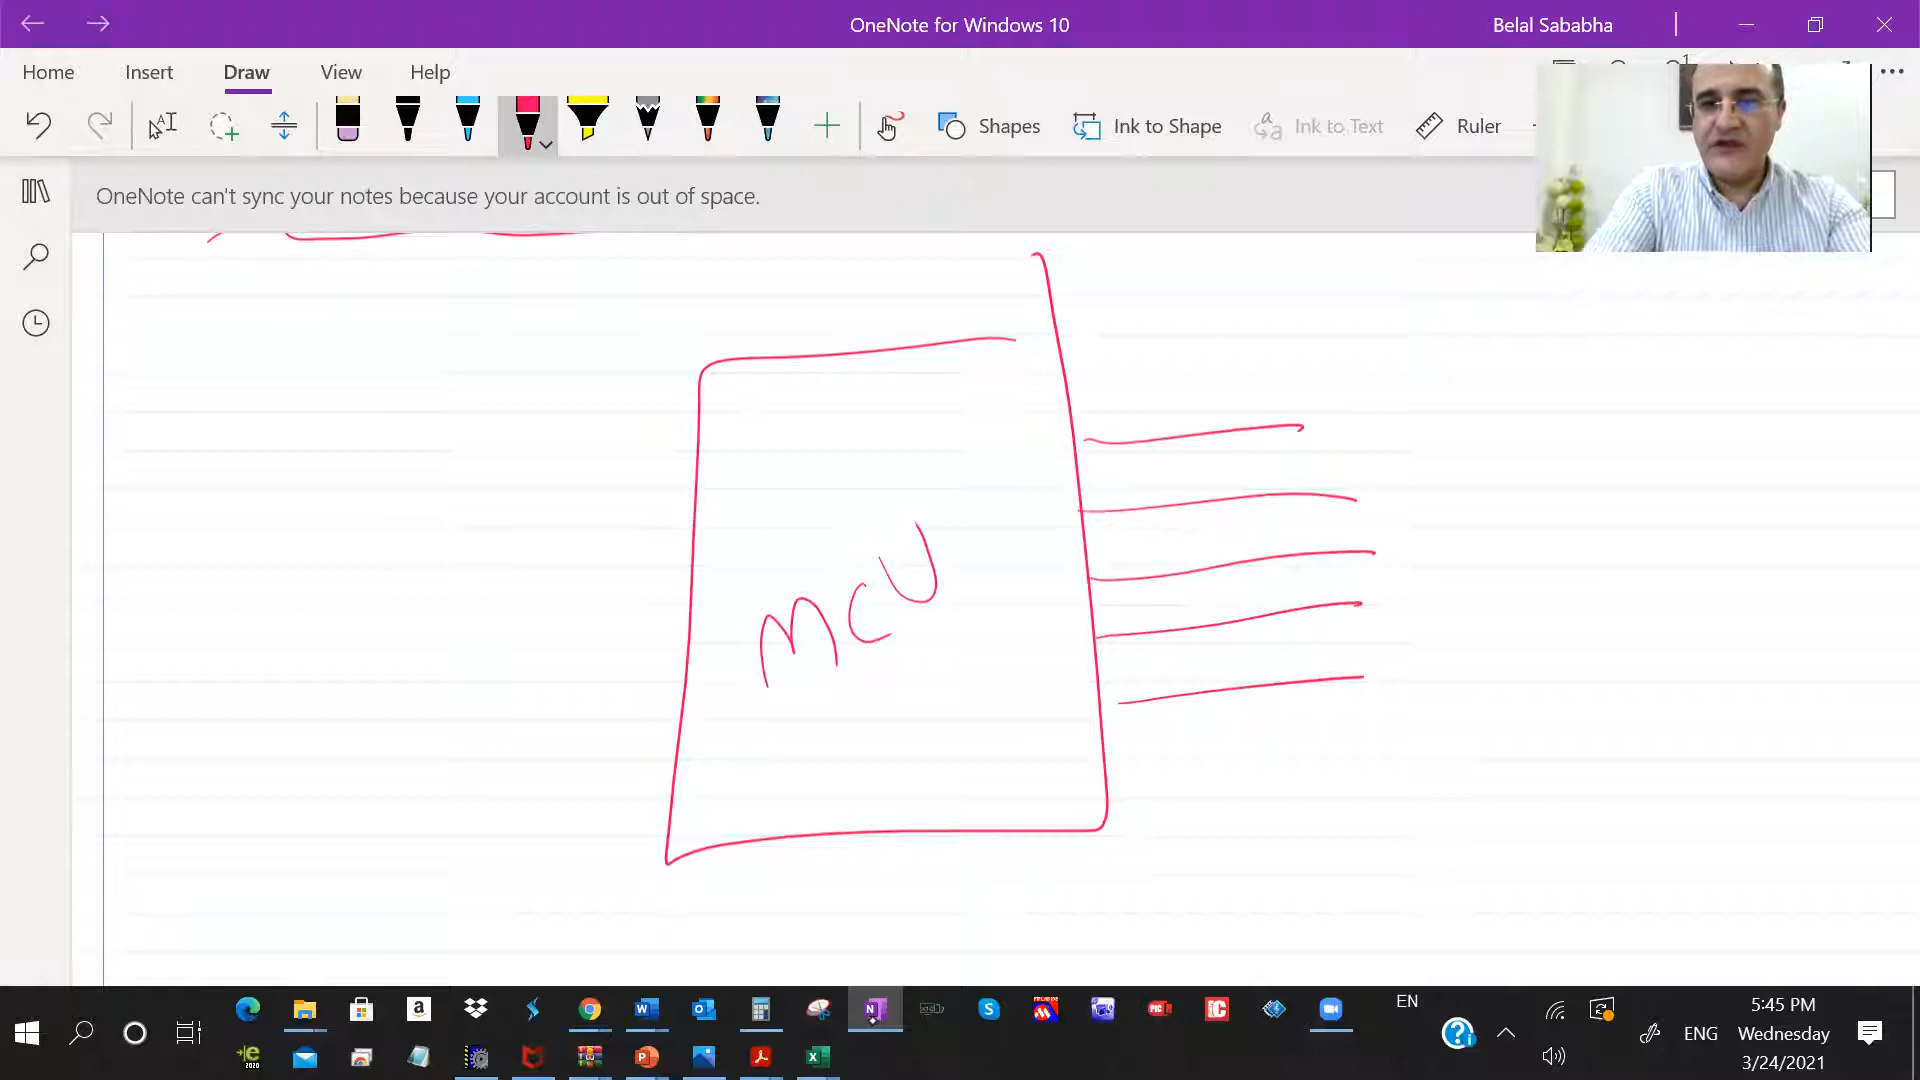 OneNote for Windows 10
Belal Sababha
Home Insert Draw View Help
Shapes Ink to Shape Ink to Text Ruler
OneNote can't sync your notes because your account is out of space.
MCU
EN
5:45 PM
ENG Wednesday
3/24/2021